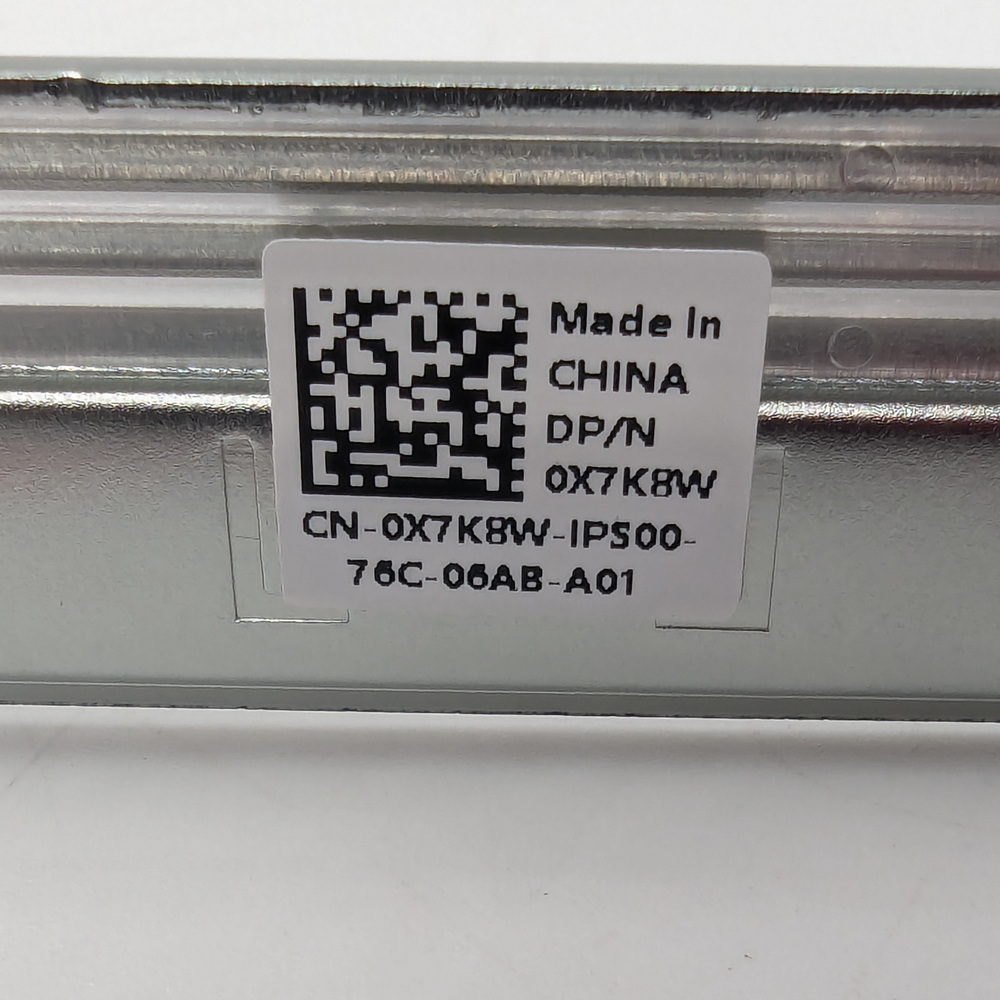 Made In
CHINA
DP/N
0X7K8W
CN-0X7K8W-IPS00-
76C-06AB-A01